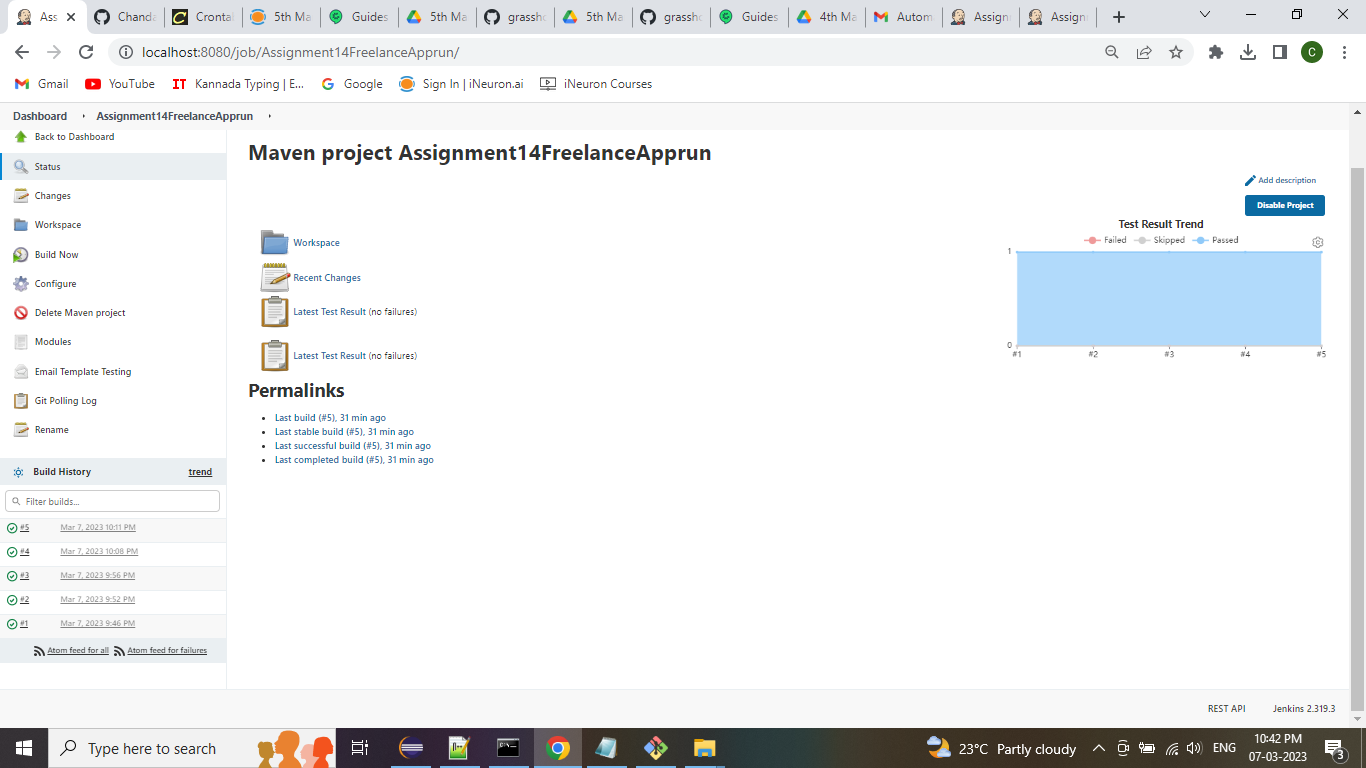 Ass
Chanda
Crontal
5th Ma
Guides
5th Ma
grassho
5th Ma
grassho
Guides
4th Ma
Autom
Assign
Assign
localhost:8080/job/Assignment14FreelanceApprun/
C
Gmail
YouTube
Kannada Typing | E...
Google
Sign In | iNeuron.ai
iNeuron Courses
Dashboard
Assignment14FreelanceApprun
Back to Dashboard
Status
Changes
Workspace
Build Now
Configure
Delete Maven project
Modules
Email Template Testing
Git Polling Log
Rename
Build History
trend
Filter builds...
#5 Mar 7, 2023 10:11 PM
#4 Mar 7, 2023 10:08 PM
#3 Mar 7, 2023 9:56 PM
#2 Mar 7, 2023 9:52 PM
#1 Mar 7, 2023 9:46 PM
Atom feed for all Atom feed for failures
Maven project Assignment14FreelanceApprun
Add description
Disable Project
Workspace
Recent Changes
Latest Test Result (no failures)
Latest Test Result (no failures)
Test Result Trend
Failed Skipped Passed
1
0
#1 #2 #3 #4 #5
Permalinks
Last build (#5), 31 min ago
Last stable build (#5), 31 min ago
Last successful build (#5), 31 min ago
Last completed build (#5), 31 min ago
REST API
Jenkins 2.319.3
Type here to search
23°C Partly cloudy
ENG
10:42 PM
07-03-2023
3